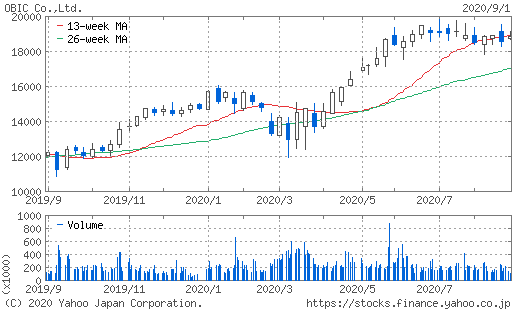 OBIC Co.,Ltd. 2020/9/1
13-week MA
26-week MA
20000
18000
16000
14000
12000
10000
2019/9 2019/11 2020/1 2020/3 2020/5 2020/7
Volume
1000
800
600
400
200
0
(x1000)
2019/9 2019/11 2020/1 2020/3 2020/5 2020/7
(C) 2020 Yahoo Japan Corporation. https://stocks.finance.yahoo.co.jp